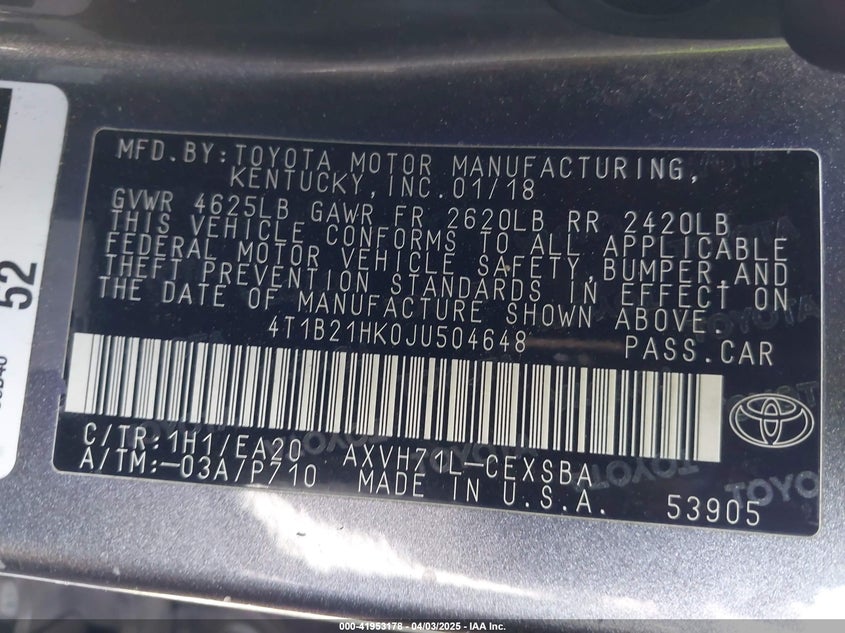 MFD.BY:TOYOTA MOTOR MANUFACTURING,
KENTUCKY,INC.01/18
GVWR 4625LB GAWR FR 2620LB RR 2420LB
THIS VEHICLE CONFORMS TO ALL APPLICABLE
FEDERAL MOTOR VEHICLE SAFETY,BUMPER,AND
THEFT PREVENTION STANDARDS IN EFFECT ON
THE DATE OF MANUFACTURE SHOWN ABOVE.
4T1B21HK0JU504648 PASS.CAR
C/TR:1H1/EA20 AXVH71L-CEXSBA
A/TM:-03A/P710 MADE IN U.S.A. 53905
52
000-41953178 - 04/03/2025 - IAA Inc.